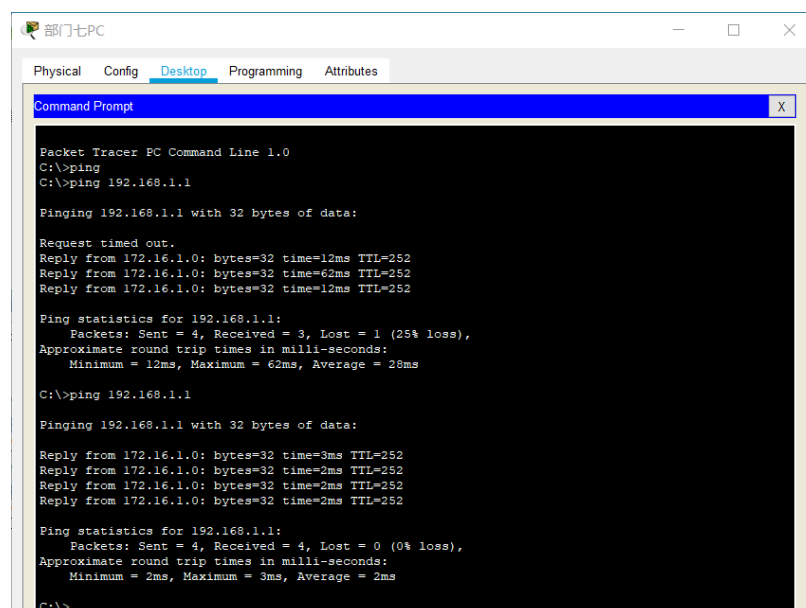 部门七PC
Physical Config Desktop Programming Attributes
Command Prompt X
Packet Tracer PC Command Line 1.0
C:\>ping
C:\>ping 192.168.1.1
Pinging 192.168.1.1 with 32 bytes of data:
Request timed out.
Reply from 172.16.1.0: bytes=32 time=12ms TTL=252
Reply from 172.16.1.0: bytes=32 time=62ms TTL=252
Reply from 172.16.1.0: bytes=32 time=12ms TTL=252
Ping statistics for 192.168.1.1:
Packets: Sent = 4, Received = 3, Lost = 1 (25% loss),
Approximate round trip times in milli-seconds:
Minimum = 12ms, Maximum = 62ms, Average = 28ms
C:\>ping 192.168.1.1
Pinging 192.168.1.1 with 32 bytes of data:
Reply from 172.16.1.0: bytes=32 time=3ms TTL=252
Reply from 172.16.1.0: bytes=32 time=2ms TTL=252
Reply from 172.16.1.0: bytes=32 time=2ms TTL=252
Reply from 172.16.1.0: bytes=32 time=2ms TTL=252
Ping statistics for 192.168.1.1:
Packets: Sent = 4, Received = 4, Lost = 0 (0% loss),
Approximate round trip times in milli-seconds:
Minimum = 2ms, Maximum = 3ms, Average = 2ms
C:\>